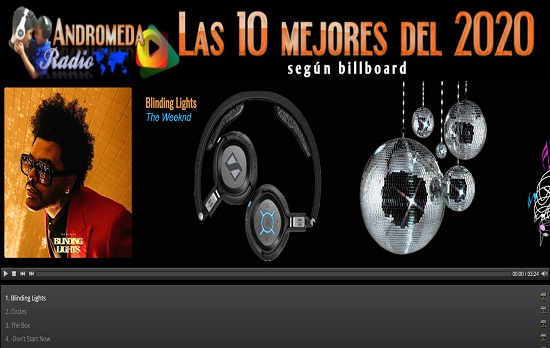 ANDROMEDA
Radio
LAS 10 MEJORES DEL 2020
según billboard
Blinding Lights
The Weeknd
BLINDING
LIGHTS
00:00 / 03:24
1. Blinding Lights
2. Circles
3. The Box
4. -Don't Start Now